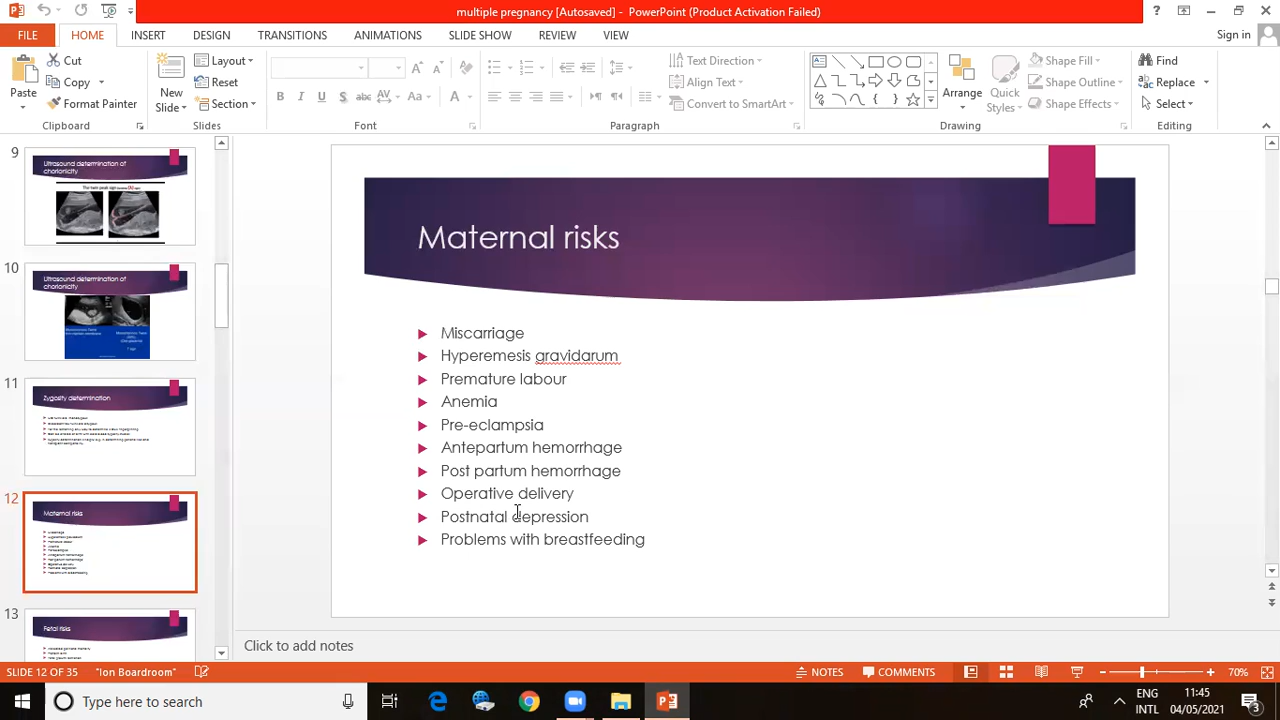 multiple pregnancy [Autosaved] - PowerPoint (Product Activation Failed)
?
FILE HOME INSERT DESIGN TRANSITIONS ANIMATIONS SLIDE SHOW REVIEW VIEW Sign in
Paste
Cut
Copy
Format Painter
New Slide
Layout
Reset
Section
B I U S abc AV Aa A
Text Direction
Align Text
Convert to SmartArt
Arrange
Quick Styles
Shape Fill
Shape Outline
Shape Effects
Find
Replace
Select
Clipboard Slides Font Paragraph Drawing Editing
9
Ultrasound determination of
chorionicity
10
Ultrasound determination of
chorionicity
11
Zygosity determination
12
Maternal risks
13
Fetal risks
Maternal risks
Miscarriage
Hyperemesis gravidarum
Premature labour
Anemia
Pre-eclampsia
Antepartum hemorrhage
Post partum hemorrhage
Operative delivery
Postnatal depression
Problems with breastfeeding
Click to add notes
SLIDE 12 OF 35 "Ion Boardroom" NOTES COMMENTS 70%
Type here to search
ENG
INTL
11:45
04/05/2021
3